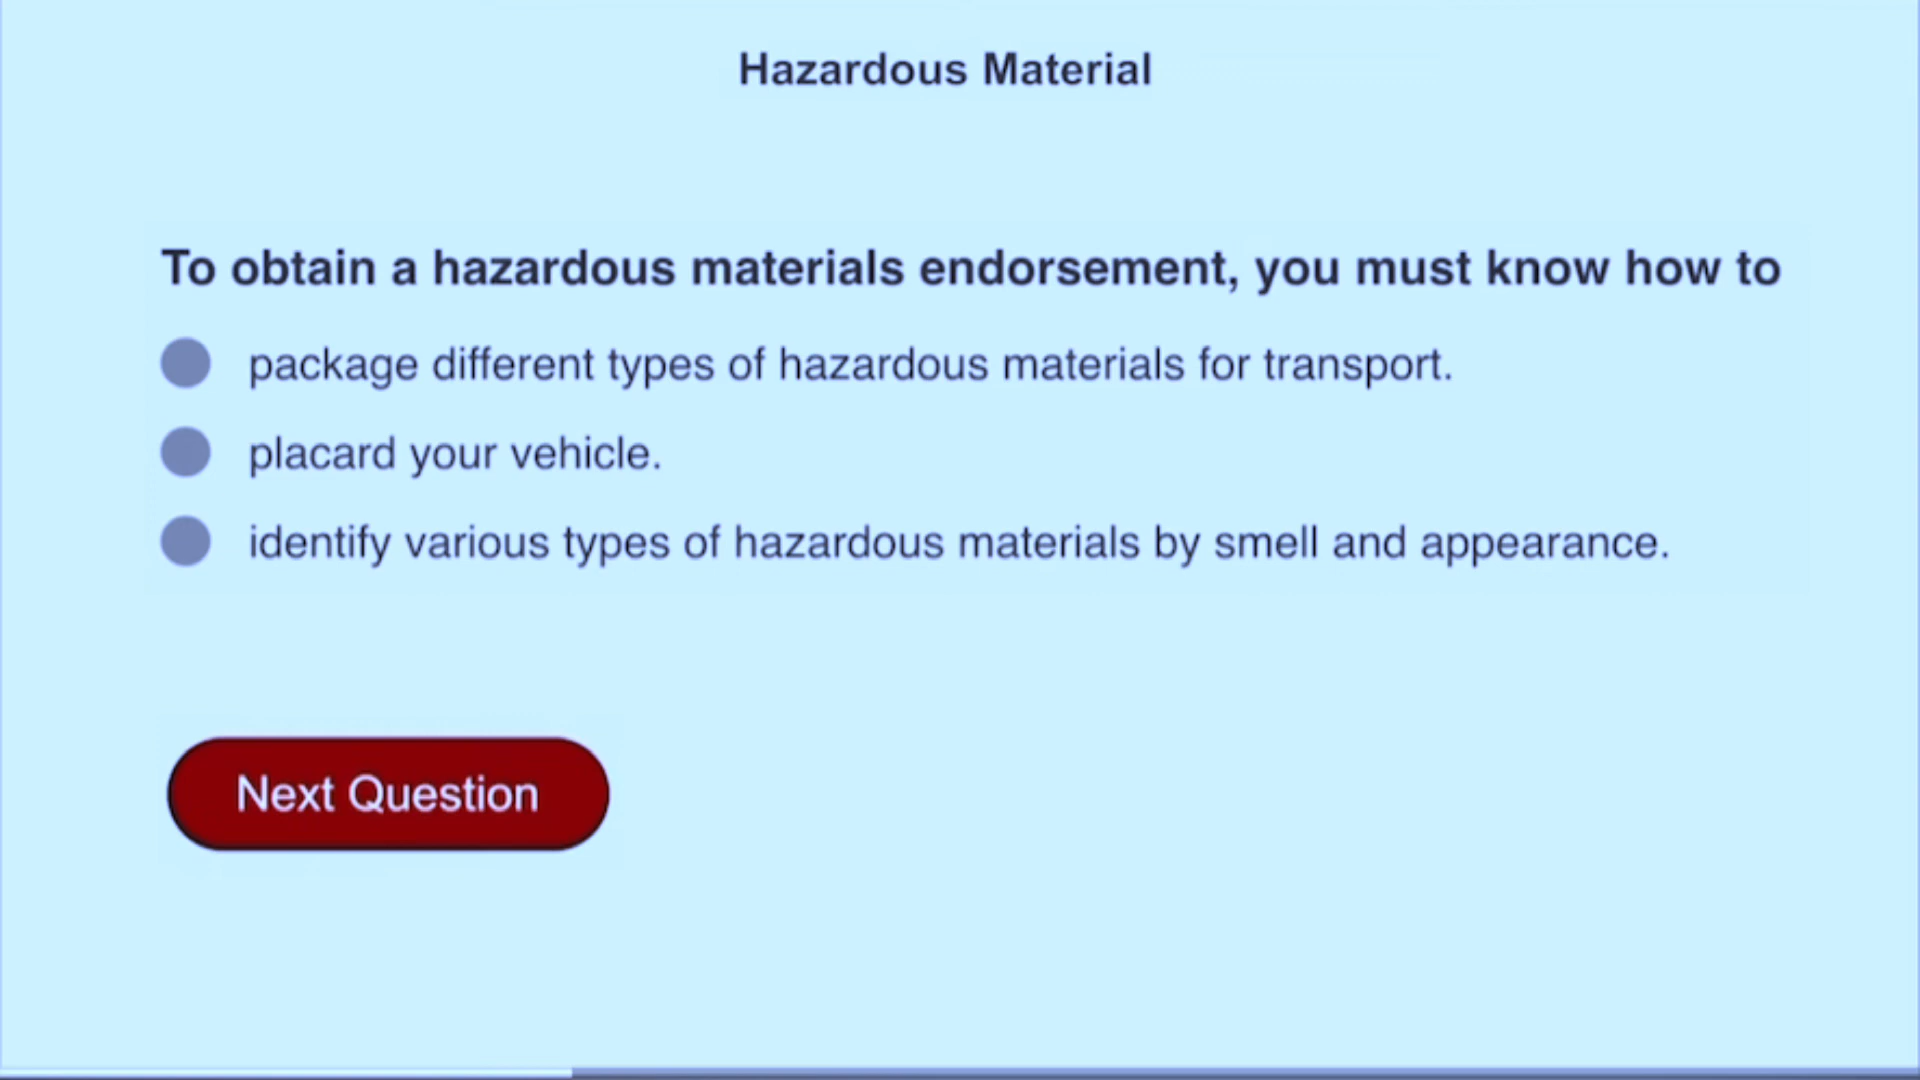 Hazardous Material
To obtain a hazardous materials endorsement, you must know how to
package different types of hazardous materials for transport.
placard your vehicle.
identify various types of hazardous materials by smell and appearance.
Next Question